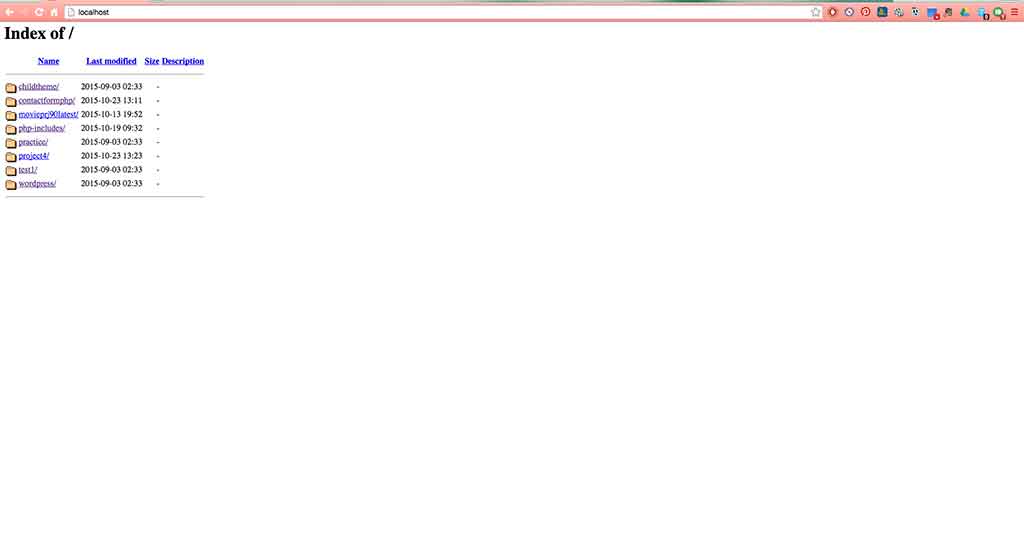 localhost
Index of /
Name Last modified Size Description
childtheme/ 2015-09-03 02:33 -
contactformphp/ 2015-10-23 13:11 -
movieprj90latest/ 2015-10-13 19:52 -
php-includes/ 2015-10-19 09:32 -
practice/ 2015-09-03 02:33 -
project4/ 2015-10-23 13:23 -
test1/ 2015-09-03 02:33 -
wordpress/ 2015-09-03 02:33 -